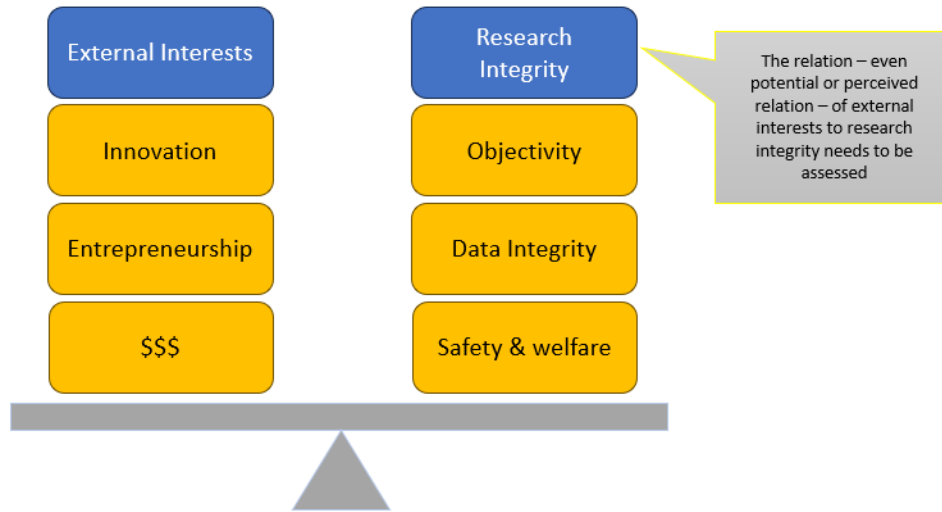 External Interests
Innovation
Entrepreneurship
$$$
Research
Integrity
Objectivity
Data Integrity
Safety & welfare
The relation – even
potential or perceived
relation – of external
interests to research
integrity needs to be
assessed